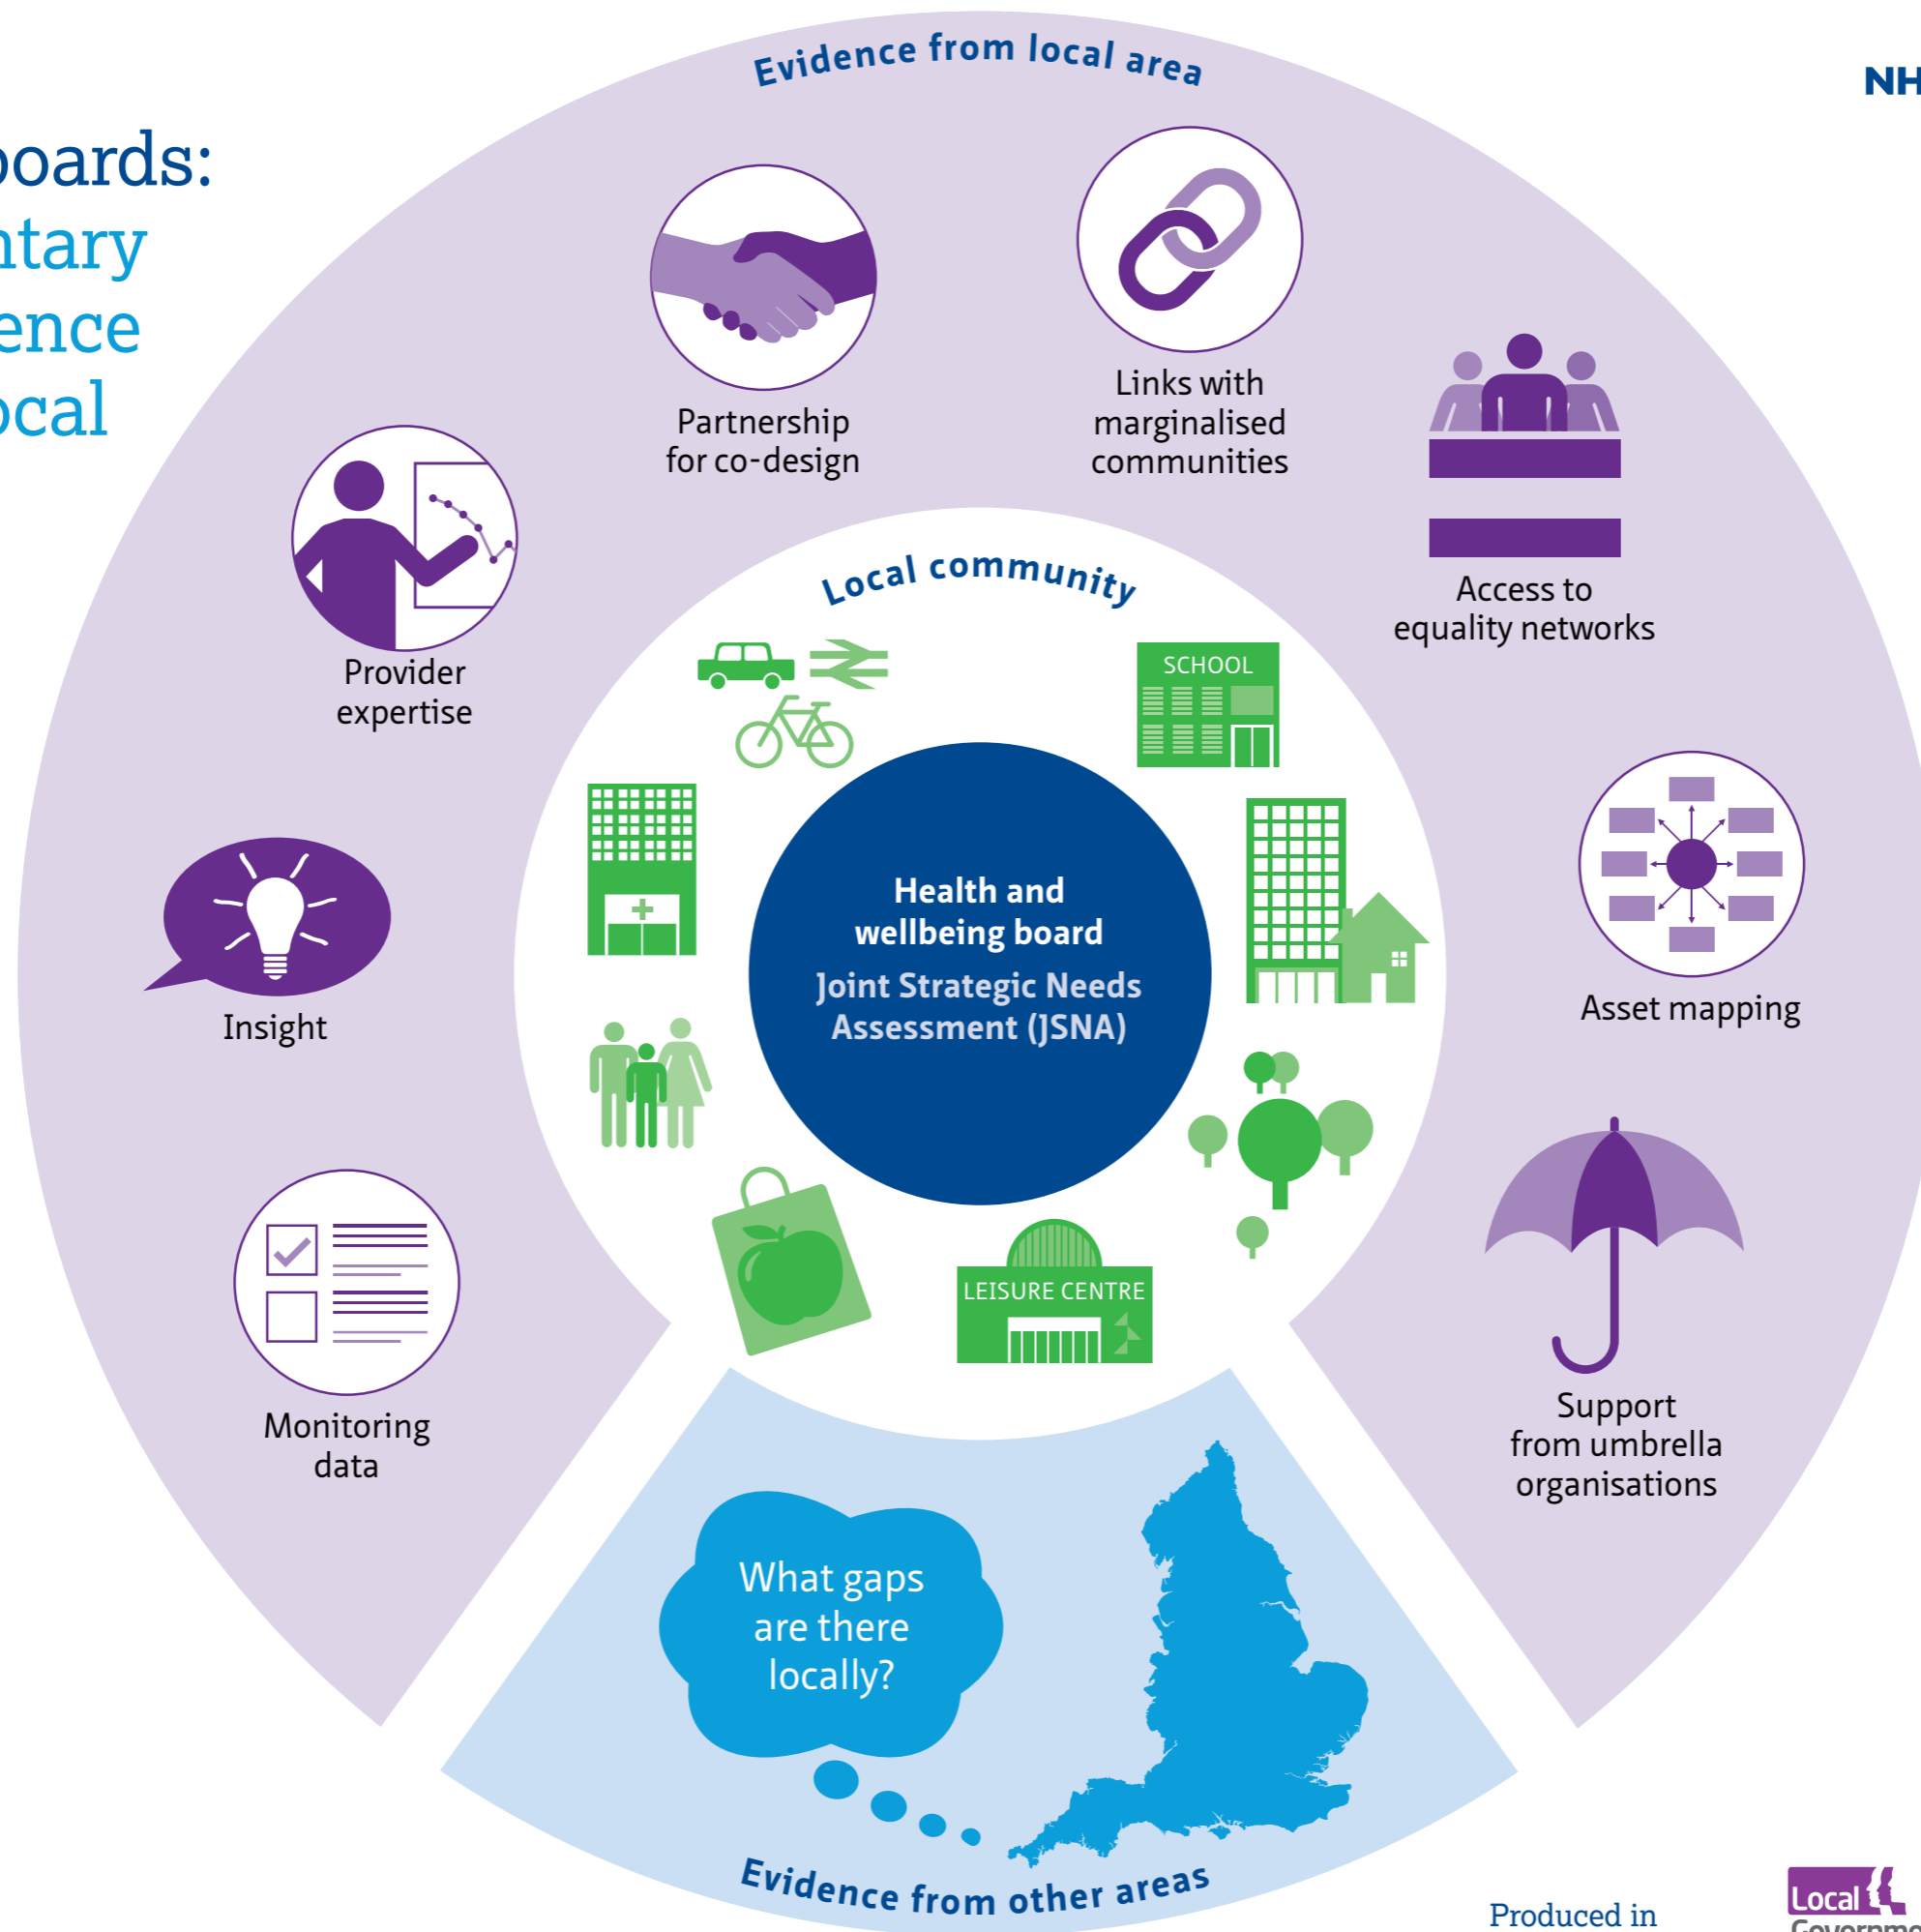 boards:
ntary
ence
ocal
NH
Evidence from local area
Partnership
for co-design
Links with
marginalised
communities
Access to
equality networks
Provider
expertise
Local community
SCHOOL
Health and
wellbeing board
Joint Strategic Needs
Assessment (JSNA)
Asset mapping
Insight
LEISURE CENTRE
Monitoring
data
Support
from umbrella
organisations
What gaps
are there
locally?
Evidence from other areas
Produced in
Local
Governme